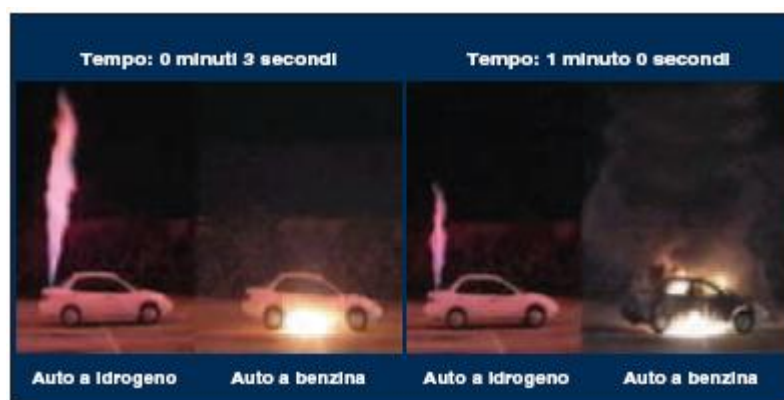 Tempo: 0 minuti 3 secondi
Tempo: 1 minuto 0 secondi
Auto a Idrogeno
Auto a benzina
Auto a Idrogeno
Auto a benzina